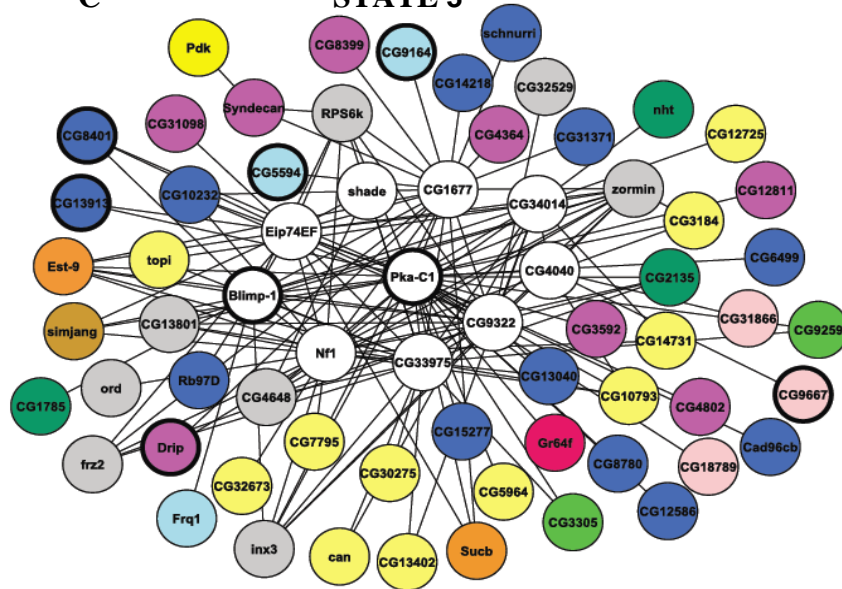 C STATE 3
schnurri
Pdk
CG8399
CG9164
CG14218
CG32529
Syndecan
RPS6k
nht
CG31098
CG4364
CG31371
CG12725
CG8401
CG5594
shade
CG1677
zormin
CG12811
CG13913
CG10232
CG34014
CG3184
Eip74EF
Est-9
topi
Pka-C1
CG4040
CG6499
CG2135
Blimp-1
simjang
CG13801
CG9322
CG3592
CG31866
CG9259
CG14731
Nf1
CG33975
ord
Rb97D
CG13040
CG9667
CG1785
CG4648
CG10793
CG4802
Drip
CG7795
CG15277
Gr64f
Cad96cb
frz2
CG32673
CG30275
CG8780
CG18789
CG5964
CG12586
Frq1
CG3305
inx3
can
CG13402
Sucb